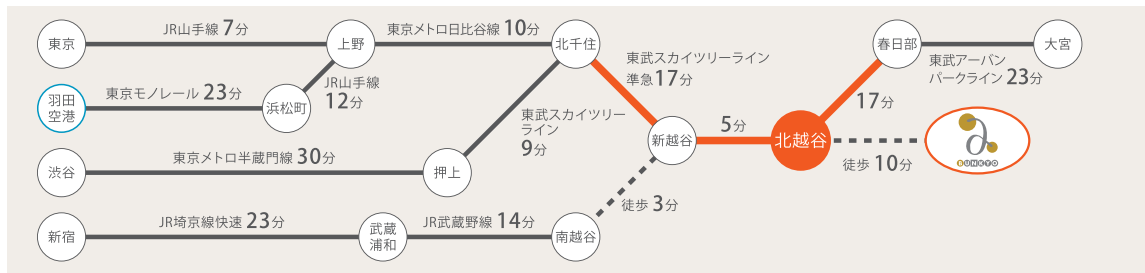 東京
JR山手線 7分
上野
東京メトロ日比谷線 10分
北千住
春日部
大宮
東武アーバン
パークライン 23分
羽田
空港
東京モノレール 23分
浜松町
JR山手線
12分
東武スカイツリーライン
準急 17分
17分
東武スカイツリー
ライン
9分
新越谷
5分
北越谷
徒歩 10分
BUNKYO
渋谷
東京メトロ半蔵門線 30分
押上
徒歩 3分
新宿
JR埼京線快速 23分
武蔵
浦和
JR武蔵野線 14分
南越谷